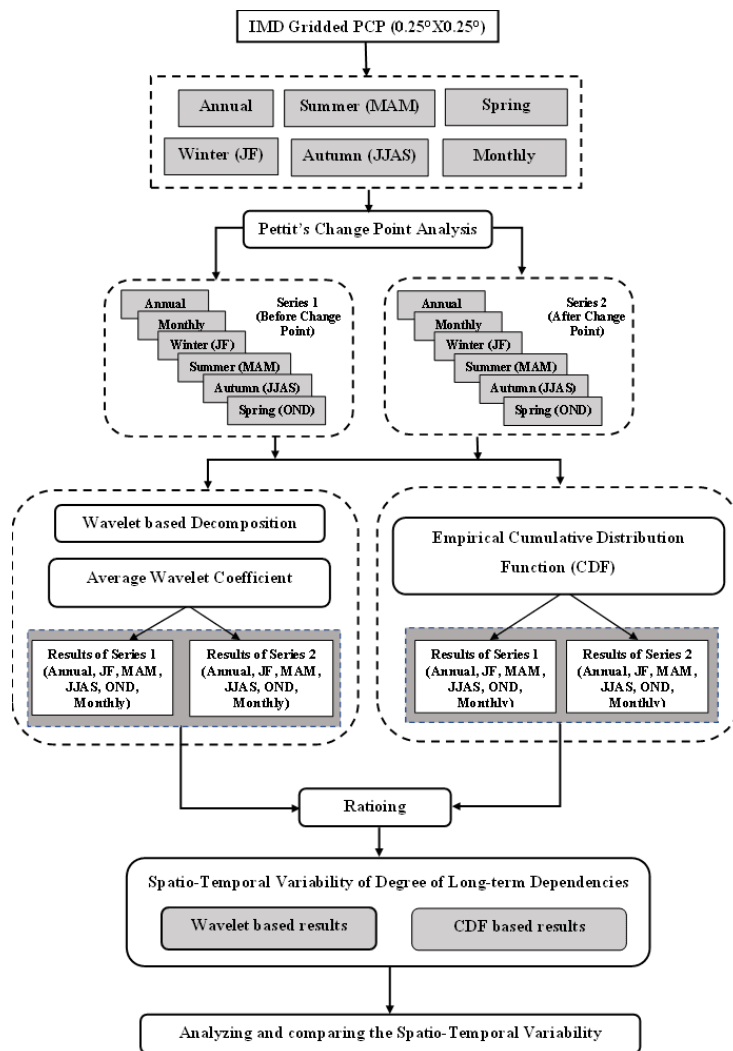 IMD Gridded PCP (0.25°X0.25°)
Annual
Summer (MAM)
Spring
Winter (JF)
Autumn (JJAS)
Monthly
Pettit's Change Point Analysis
Annual
Monthly
Winter (JF)
Summer (MAM)
Autumn (JJAS)
Spring (OND)
Series 1
(Before Change
Point)
Annual
Monthly
Winter (JF)
Summer (MAM)
Autumn (JJAS)
Spring (OND)
Series 2
(After Change
Point)
Wavelet based Decomposition
Average Wavelet Coefficient
Results of Series 1
(Annual, JF, MAM,
JJAS, OND,
Monthly)
Results of Series 2
(Annual, JF, MAM,
JJAS, OND,
Monthly)
Empirical Cumulative Distribution
Function (CDF)
Results of Series 1
(Annual, JF, MAM,
JJAS, OND,
Monthly)
Results of Series 2
(Annual, JF, MAM,
JJAS, OND,
Monthly)
Ratioing
Spatio-Temporal Variability of Degree of Long-term Dependencies
Wavelet based results
CDF based results
Analyzing and comparing the Spatio-Temporal Variability